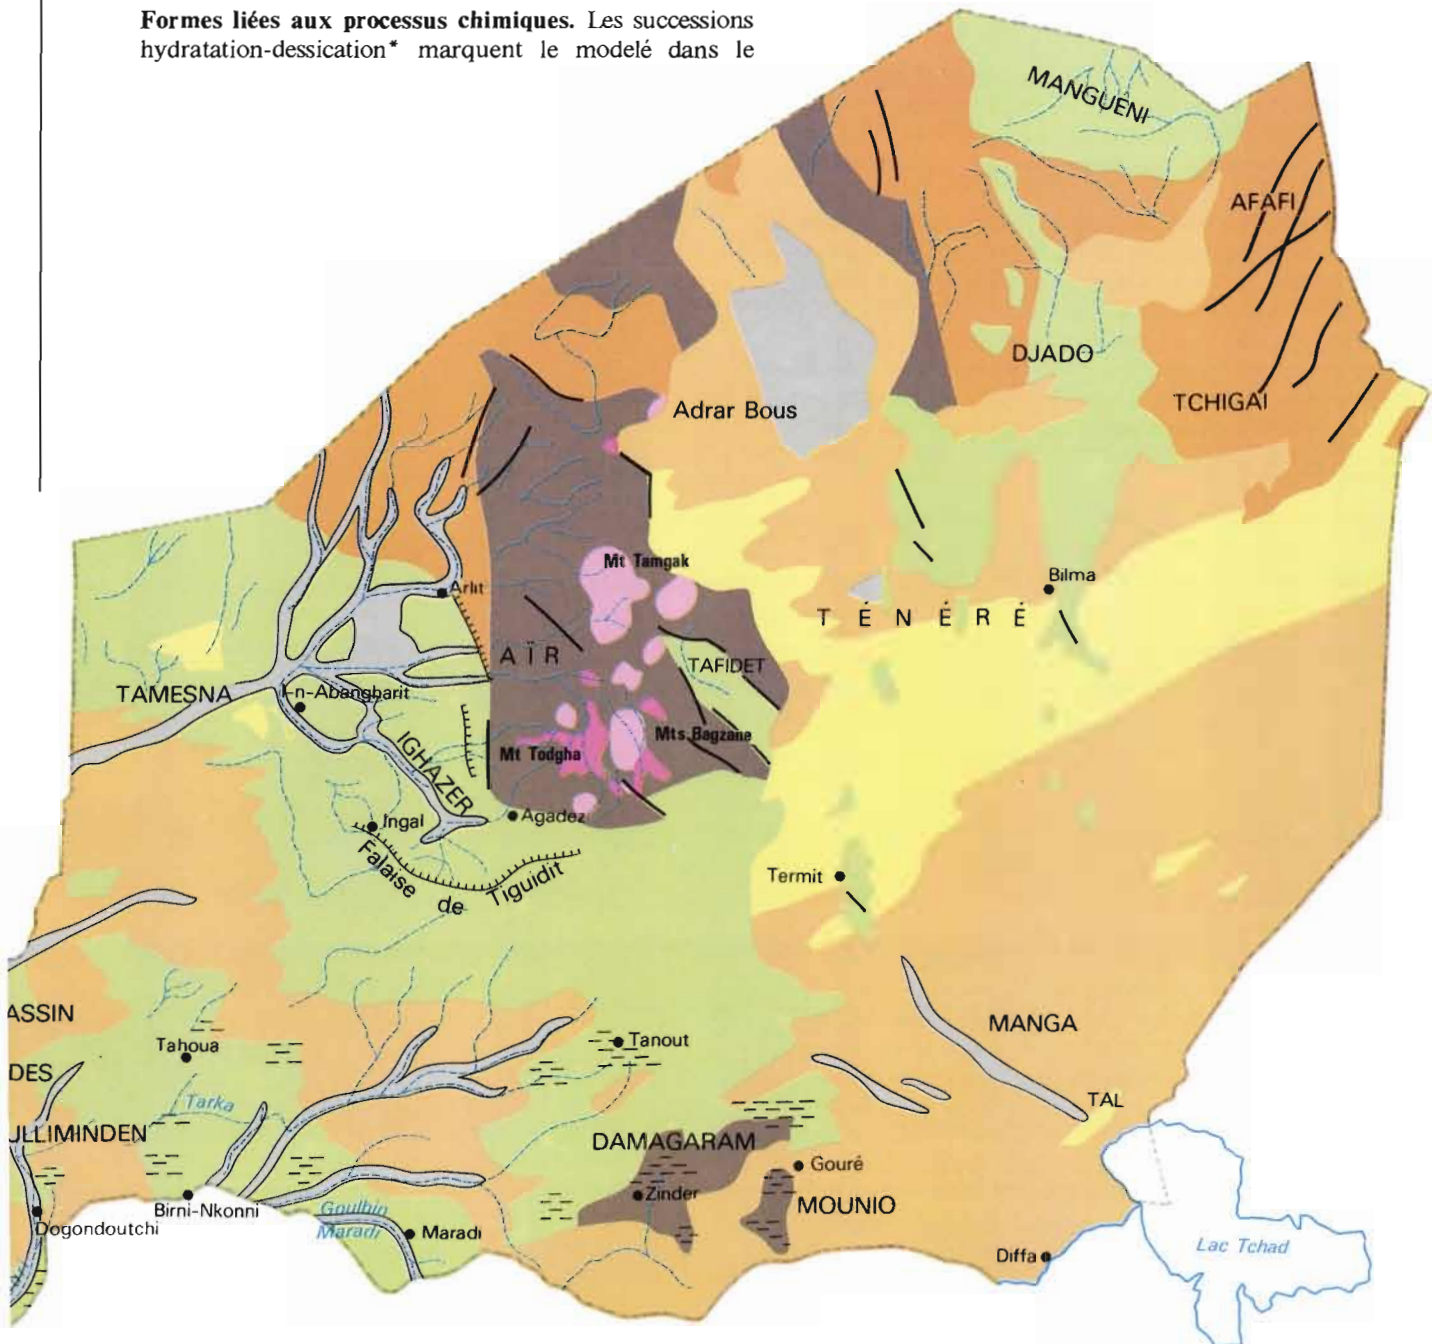 Formes liées aux processus chimiques. Les successions
hydratation-dessication* marquent le modelé dans le
MANGUÊNI
AFAFI
DJADO
TCHIGAI
Adrar Bous
Mt Tamgak
Arlit
Bilma
TÉNÉRÉ
AÏR
TAFIDET
TAMESNA
I-n-Abangharit
Mts Bagzane
Mt Todgha
IGHAZER
Agadez
Ingal
Falaise de Tiguidit
Termit
ASSIN
MANGA
Tahoua
Tanout
DES
Tarka
TAL
ULLIMINDEN
DAMAGARAM
Gouré
Zinder
MOUNIO
Birni-Nkonni
Dogondoutchi
Goulbin
Maradi
Maradi
Diffa
Lac Tchad